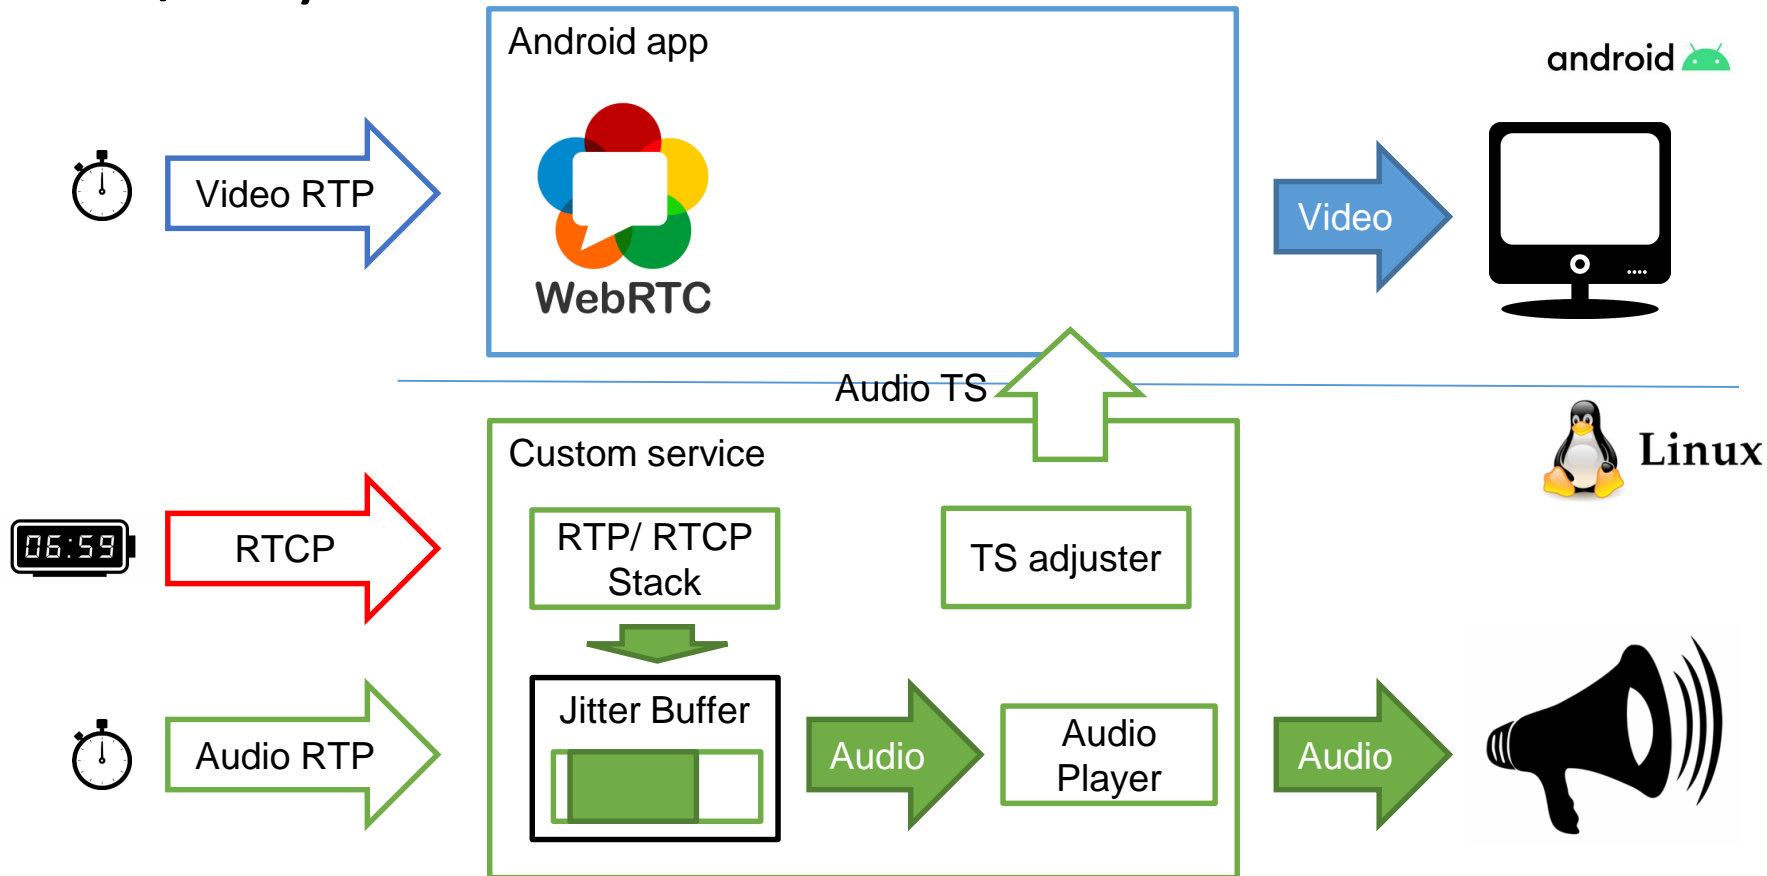 Android app
android
Video RTP
WebRTC
Video
Audio TS
Custom service
Linux
06:59
RTCP
RTP/ RTCP
Stack
TS adjuster
Audio RTP
Jitter Buffer
Audio
Audio
Player
Audio